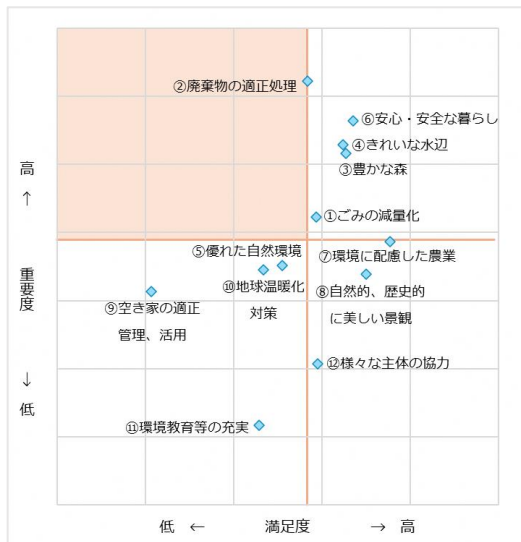 ②廃棄物の適正処理
⑥安心・安全な暮らし
④きれいな水辺
③豊かな森
①ごみの減量化
⑤優れた自然環境
⑦環境に配慮した農業
⑩地球温暖化
対策
⑧自然的、歴史的
に美しい景観
⑨空き家の適正
管理、活用
⑫様々な主体の協力
⑪環境教育等の充実
高
↑
重要度
↓
低
低 ← 満足度 → 高